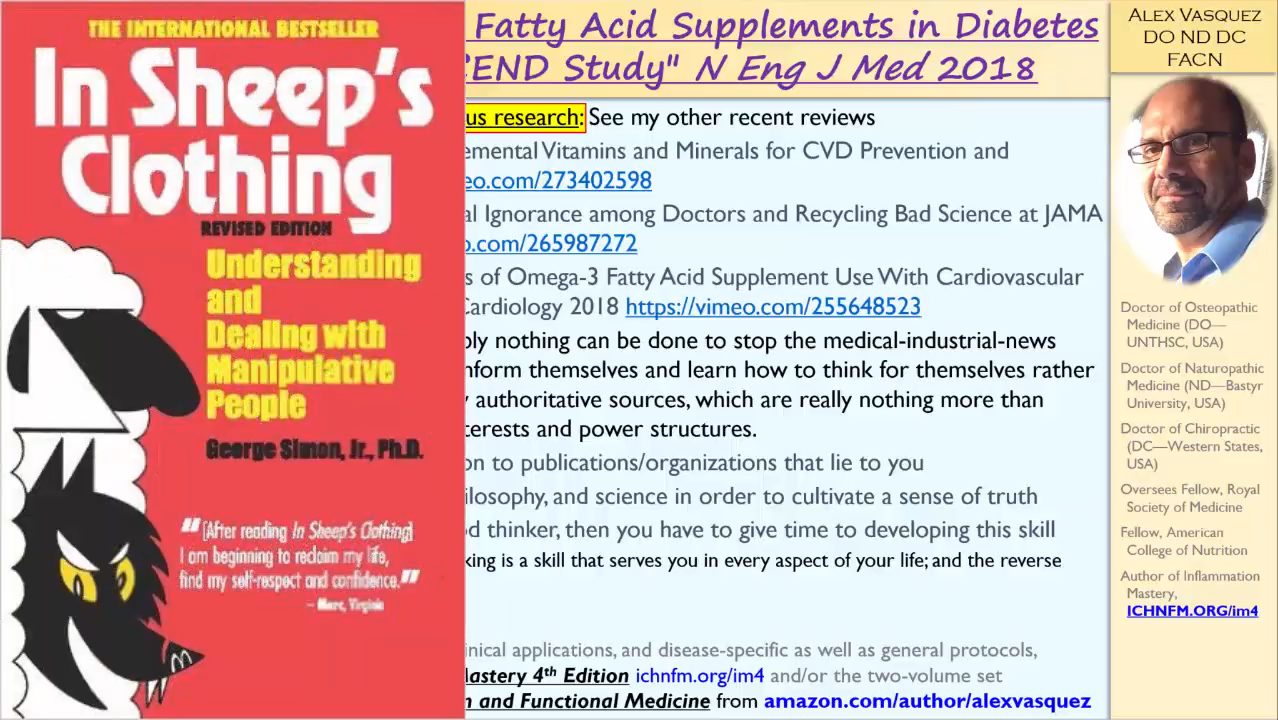 THE INTERNATIONAL BESTSELLER
In Sheep's
Clothing
REVISED EDITION
Understanding
and
Dealing with
Manipulative
People
George Simon, Jr., Ph.D.
"[After reading In Sheep's Clothing]
I am beginning to reclaim my life,
find my self-respect and confidence."
– Marc, Virginia
Fatty Acid Supplements in Diabetes
CEND Study" N Eng J Med 2018
us research: See my other recent reviews
emental Vitamins and Minerals for CVD Prevention and
eo.com/273402598
al Ignorance among Doctors and Recycling Bad Science at JAMA
o.com/265987272
s of Omega-3 Fatty Acid Supplement Use With Cardiovascular
Cardiology 2018 https://vimeo.com/255648523
bly nothing can be done to stop the medical-industrial-news
nform themselves and learn how to think for themselves rather
y authoritative sources, which are really nothing more than
terests and power structures.
on to publications/organizations that lie to you
ilosophy, and science in order to cultivate a sense of truth
od thinker, then you have to give time to developing this skill
king is a skill that serves you in every aspect of your life; and the reverse
inical applications, and disease-specific as well as general protocols,
Mastery 4th Edition ichnfm.org/im4 and/or the two-volume set
n and Functional Medicine from amazon.com/author/alexvasquez
ALEX VASQUEZ
DO ND DC
FACN
Doctor of Osteopathic
Medicine (DO—
UNTHSC, USA)
Doctor of Naturopathic
Medicine (ND—Bastyr
University, USA)
Doctor of Chiropractic
(DC—Western States,
USA)
Oversees Fellow, Royal
Society of Medicine
Fellow, American
College of Nutrition
Author of Inflammation
Mastery,
ICHNFM.ORG/im4